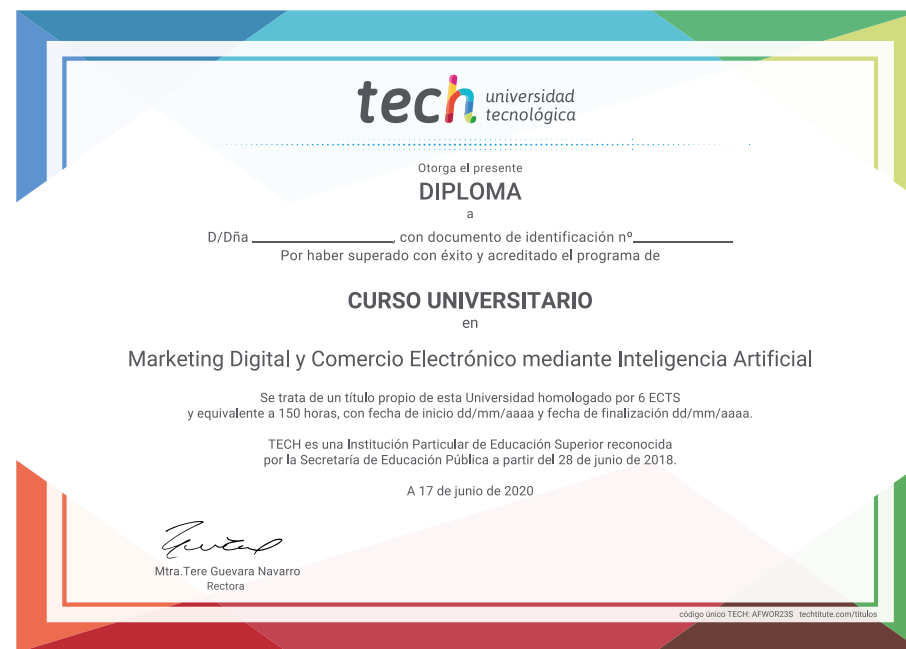 tech universidad
tecnológica
Otorga el presente
DIPLOMA
a
D/Dña ____________________, con documento de identificación nº______________
Por haber superado con éxito y acreditado el programa de
CURSO UNIVERSITARIO
en
Marketing Digital y Comercio Electrónico mediante Inteligencia Artificial
Se trata de un título propio de esta Universidad homologado por 6 ECTS
y equivalente a 150 horas, con fecha de inicio dd/mm/aaaa y fecha de finalización dd/mm/aaaa.
TECH es una Institución Particular de Educación Superior reconocida
por la Secretaría de Educación Pública a partir del 28 de junio de 2018.
A 17 de junio de 2020
Mtra.Tere Guevara Navarro
Rectora
código único TECH: AFWOR23S techtitute.com/titulos